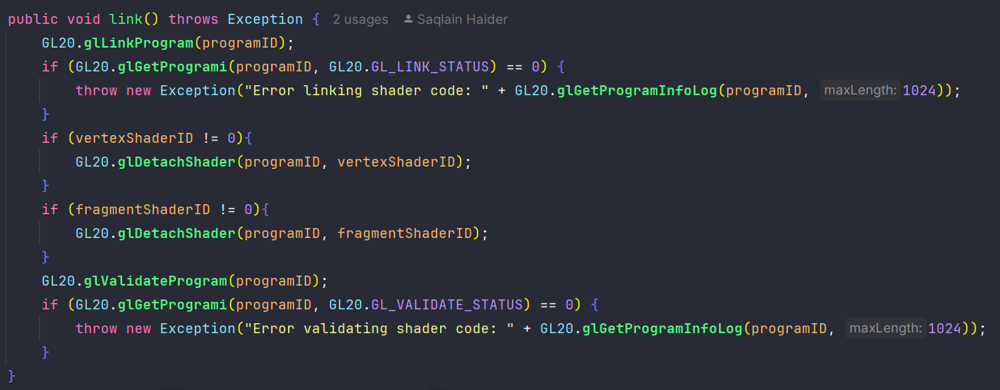 public void link() throws Exception { 2 usages Saqlain Haider
    GL20.glLinkProgram(programID);
    if (GL20.glGetProgrami(programID, GL20.GL_LINK_STATUS) == 0) {
        throw new Exception("Error linking shader code: " + GL20.glGetProgramInfoLog(programID, maxLength: 1024));
    }
    if (vertexShaderID != 0){
        GL20.glDetachShader(programID, vertexShaderID);
    }
    if (fragmentShaderID != 0){
        GL20.glDetachShader(programID, fragmentShaderID);
    }
    GL20.glValidateProgram(programID);
    if (GL20.glGetProgrami(programID, GL20.GL_VALIDATE_STATUS) == 0) {
        throw new Exception("Error validating shader code: " + GL20.glGetProgramInfoLog(programID, maxLength: 1024));
    }
}